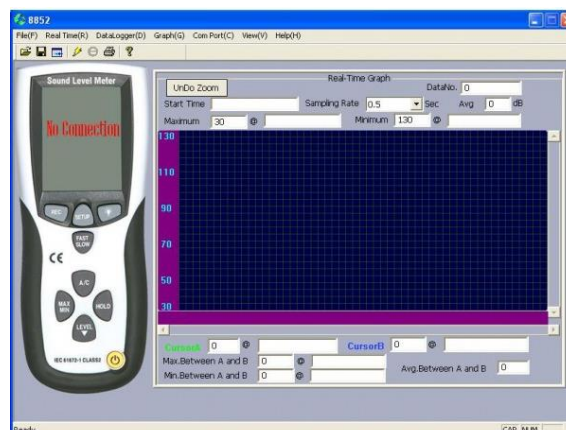 8852
File(F) Real Time(R) DataLogger(D) Graph(G) Com Port(C) View(V) Help(H)
Sound Level Meter
No Connection
REC
SETUP
FAST
SLOW
CE
A/C
MAX
MIN
HOLD
LEVEL
IEC 61672-1 CLASS2
Real-Time Graph
UnDo Zoom
DataNo. 0
Start Time
Sampling Rate 0.5 Sec Avg 0 dB
Maximum 30 @ Minimum 130 @
130
110
90
70
50
30
CursorA 0 @ CursorB 0 @
Max.Between A and B 0 @
Min.Between A and B 0 @
Avg.Between A and B 0
Ready
CAP NUM